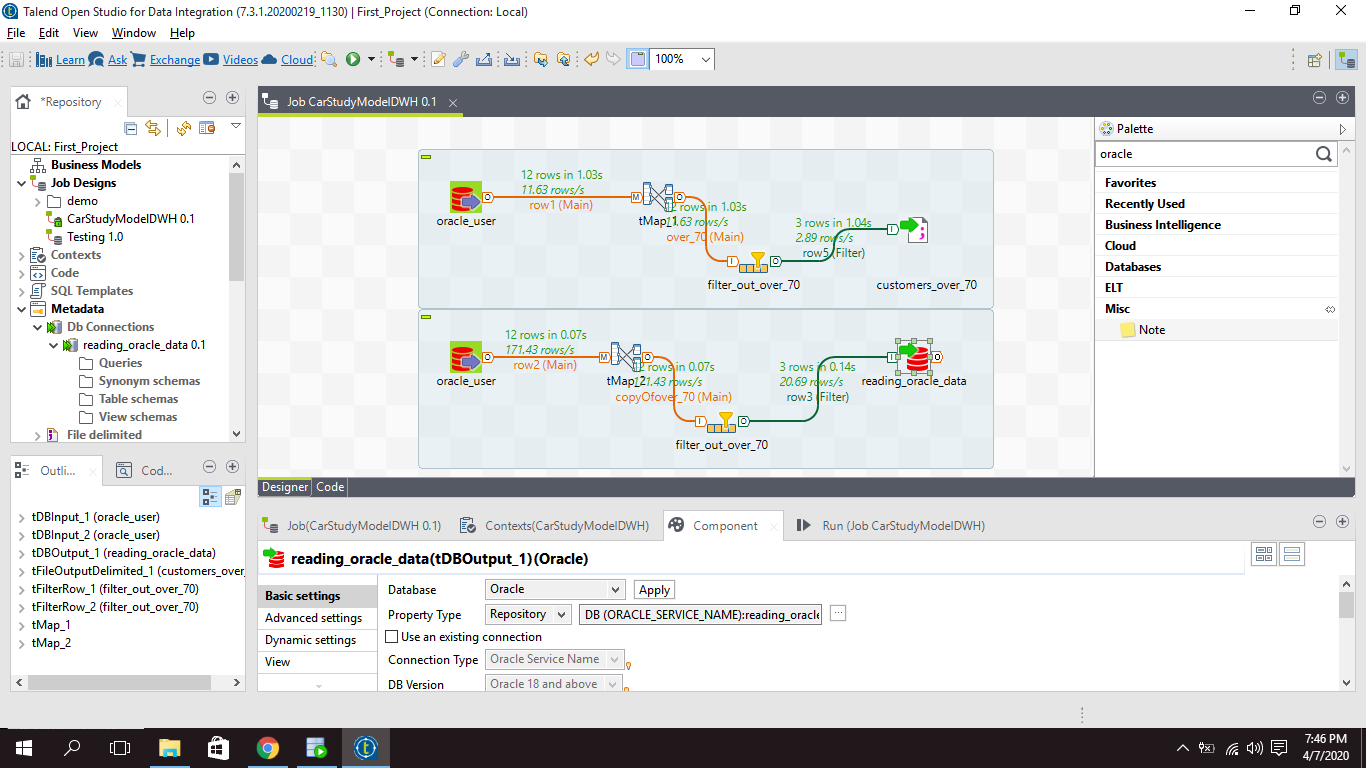 Talend Open Studio for Data Integration (7.3.1.20200219_1130) | First_Project (Connection: Local)
File Edit View Window Help
Learn Ask Exchange Videos Cloud 100%
*Repository
LOCAL: First_Project
Business Models
Job Designs
demo
CarStudyModelDWH 0.1
Testing 1.0
Contexts
Code
SQL Templates
Metadata
Db Connections
reading_oracle_data 0.1
Queries
Synonym schemas
Table schemas
View schemas
File delimited
Outli... Cod...
tDBInput_1 (oracle_user)
tDBInput_2 (oracle_user)
tDBOutput_1 (reading_oracle_data)
tFileOutputDelimited_1 (customers_over_
tFilterRow_1 (filter_out_over_70)
tFilterRow_2 (filter_out_over_70)
tMap_1
tMap_2
Job CarStudyModelDWH 0.1
12 rows in 1.03s
11.63 rows/s
row1 (Main)
oracle_user
tMap_1
2 rows in 1.03s
.63 rows/s
over_70 (Main)
3 rows in 1.04s
2.89 rows/s
row5 (Filter)
filter_out_over_70
customers_over_70
12 rows in 0.07s
171.43 rows/s
row2 (Main)
oracle_user
tMap_2
2 rows in 0.07s
1.43 rows/s
copyOfover_70 (Main)
3 rows in 0.14s
20.69 rows/s
row3 (Filter)
reading_oracle_data
filter_out_over_70
Designer Code
Palette
oracle
Favorites
Recently Used
Business Intelligence
Cloud
Databases
ELT
Misc
Note
Job(CarStudyModelDWH 0.1) Contexts(CarStudyModelDWH) Component Run (Job CarStudyModelDWH)
reading_oracle_data(tDBOutput_1)(Oracle)
Basic settings
Advanced settings
Dynamic settings
View
Database Oracle Apply
Property Type Repository DB (ORACLE_SERVICE_NAME):reading_oracle ...
Use an existing connection
Connection Type Oracle Service Name
DB Version Oracle 18 and above
7:46 PM
4/7/2020